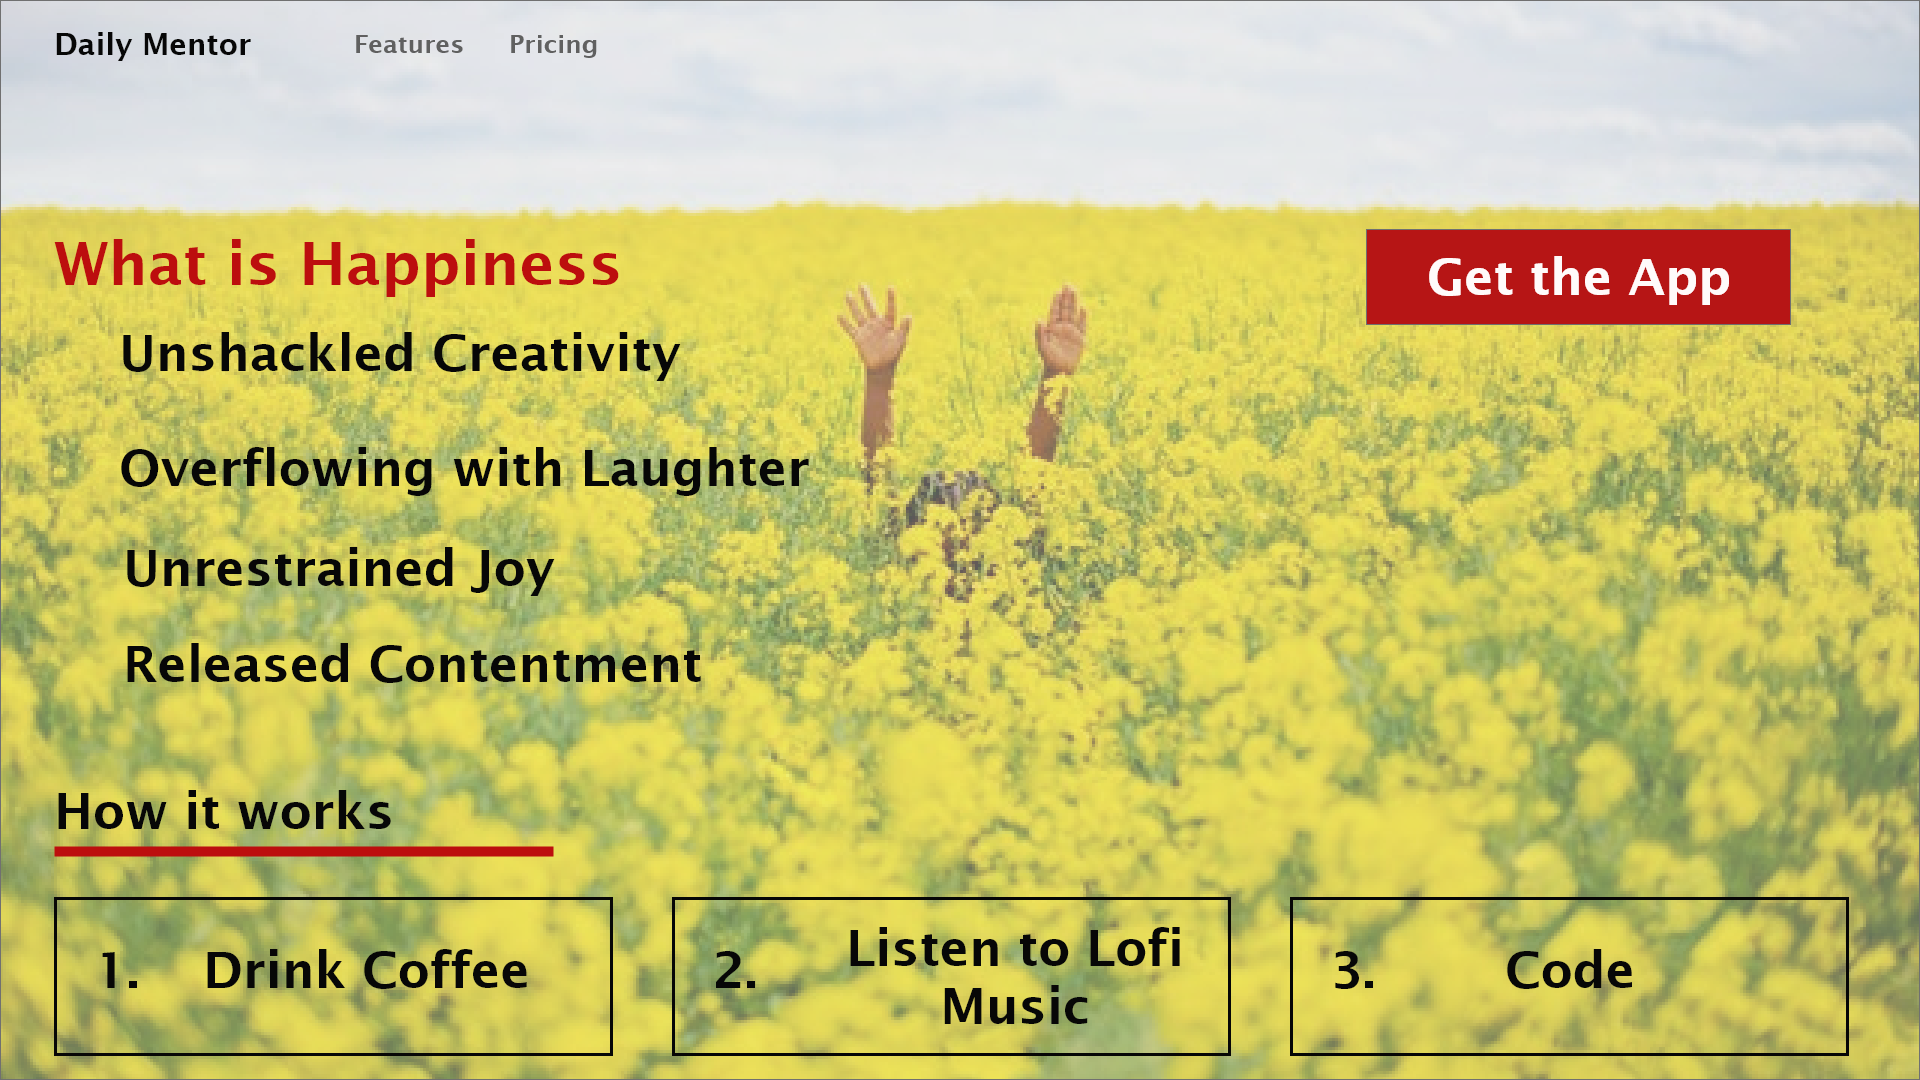 Daily Mentor
Features
Pricing
What is Happiness
Get the App
Unshackled Creativity
Overflowing with Laughter
Unrestrained Joy
Released Contentment
How it works
1. Drink Coffee
2. Listen to Lofi
Music
3. Code